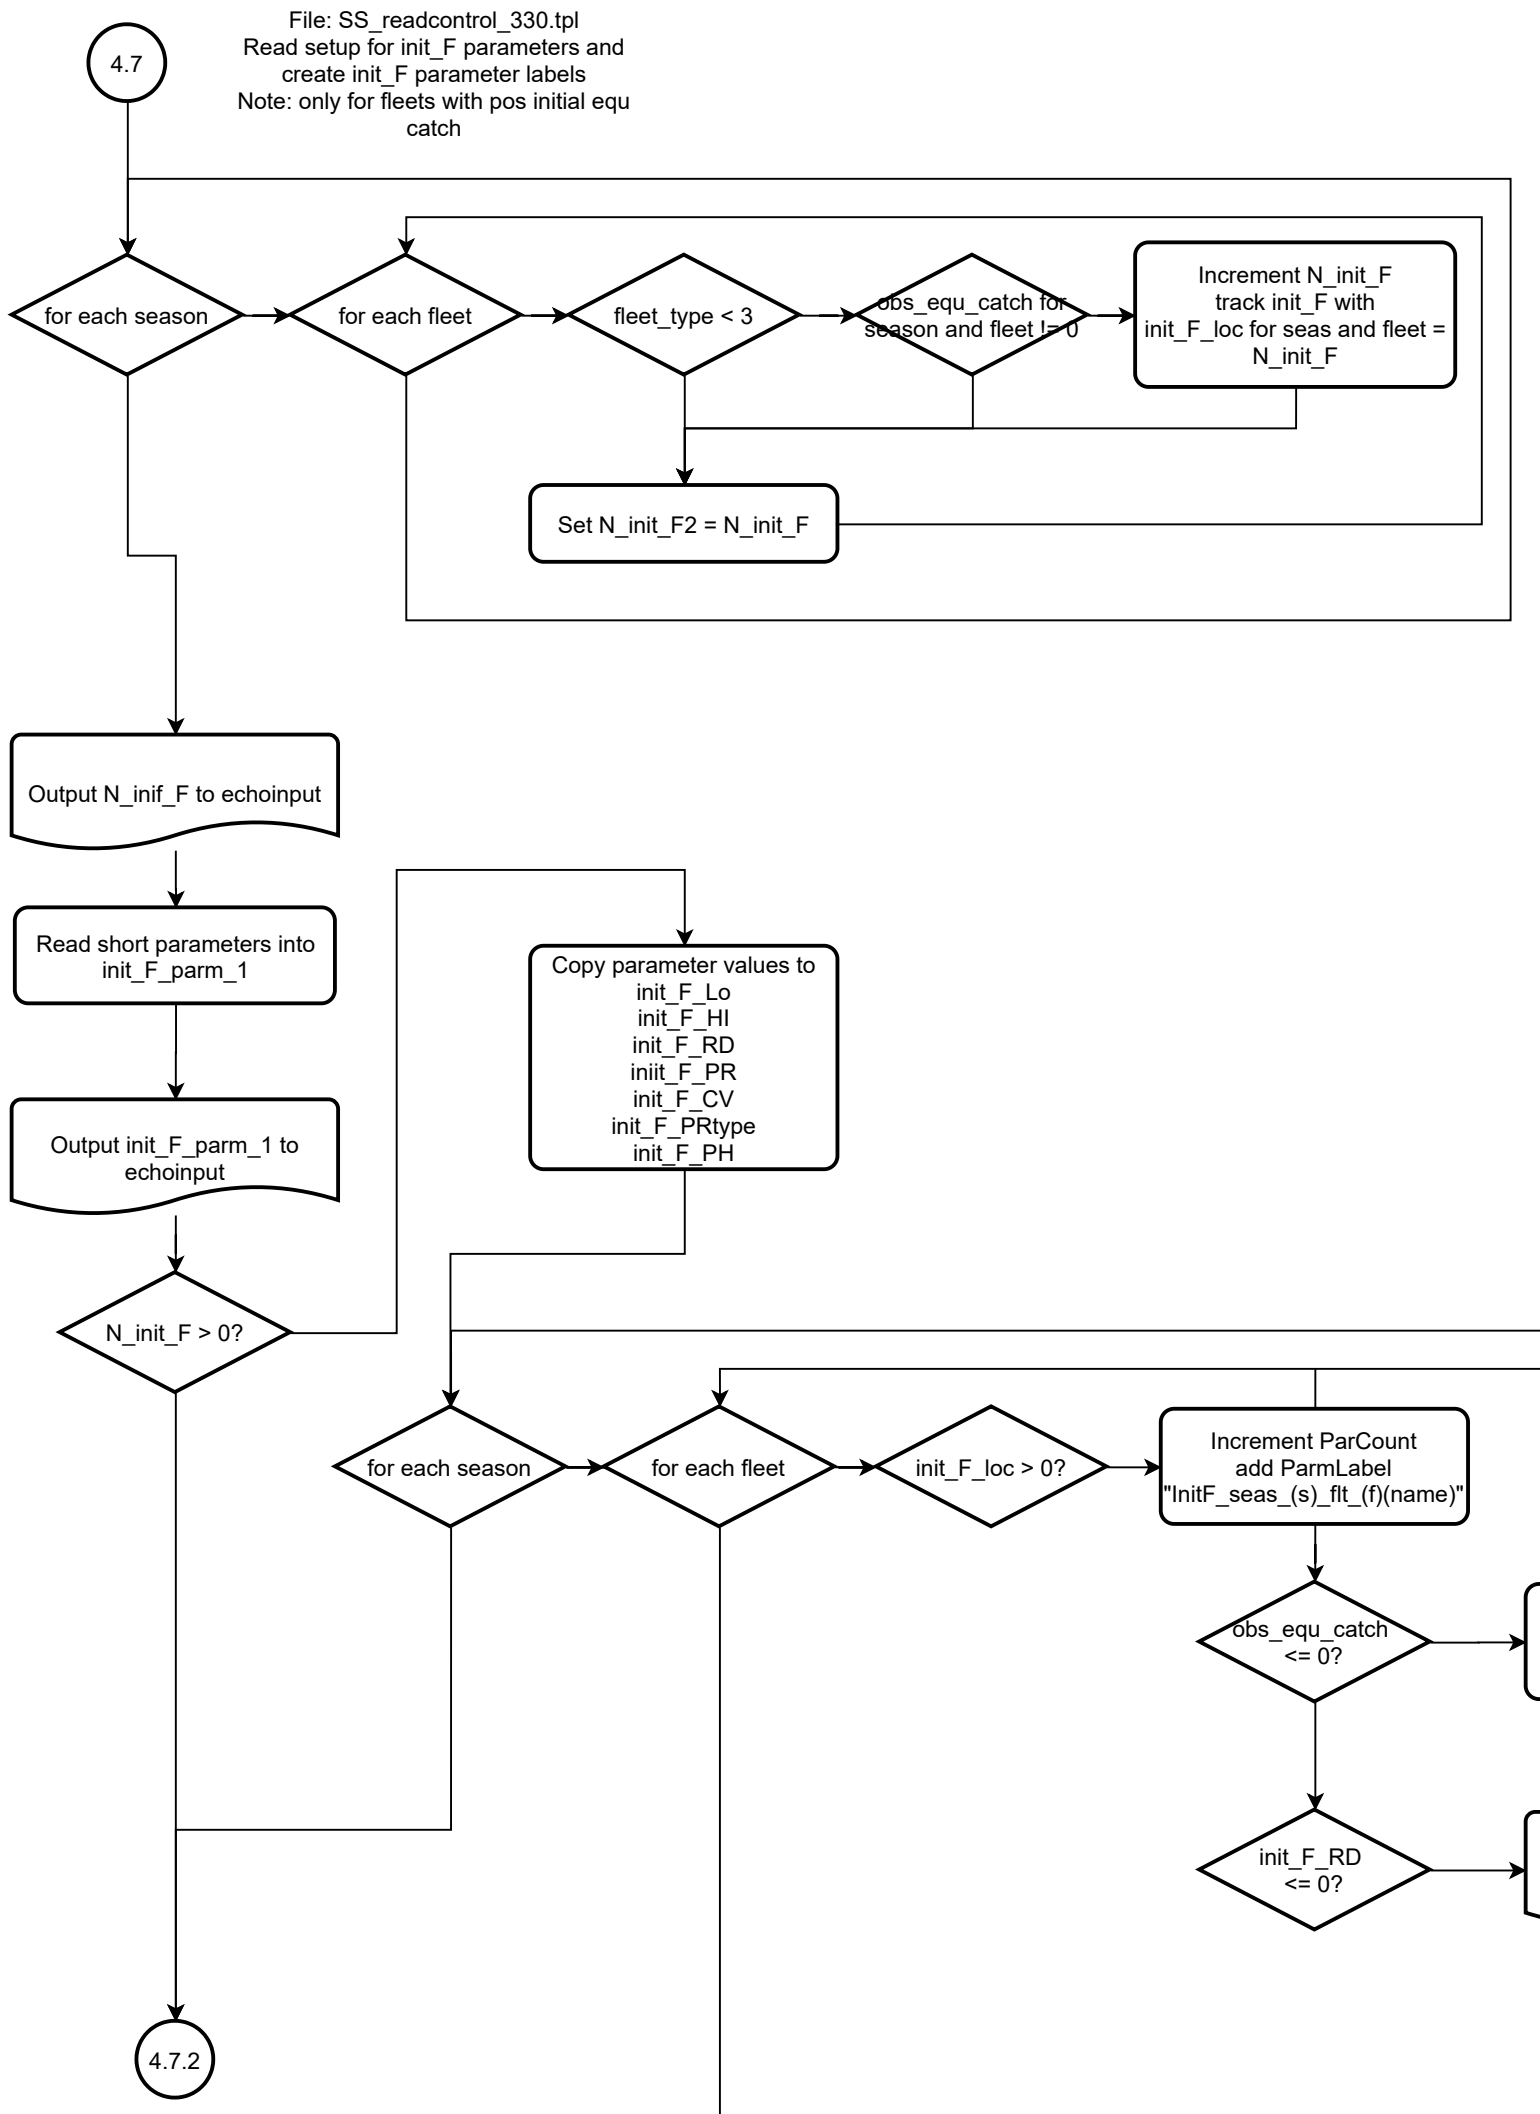 File: SS_readcontrol_330.tpl
Read setup for init_F parameters and
create init_F parameter labels
Note: only for fleets with pos initial equ
catch
4.7
for each season
for each fleet
fleet_type < 3
obs_equ_catch for
season and fleet != 0
Increment N_init_F
track init_F with
init_F_loc for seas and fleet =
N_init_F
Set N_init_F2 = N_init_F
Output N_inif_F to echoinput
Read short parameters into
init_F_parm_1
Output init_F_parm_1 to
echoinput
N_init_F > 0?
Copy parameter values to
init_F_Lo
init_F_HI
init_F_RD
iniit_F_PR
init_F_CV
init_F_PRtype
init_F_PH
for each season
for each fleet
init_F_loc > 0?
Increment ParCount
add ParmLabel
"InitF_seas_(s)_flt_(f)(name)"
obs_equ_catch
<= 0?
init_F_RD
<= 0?
4.7.2